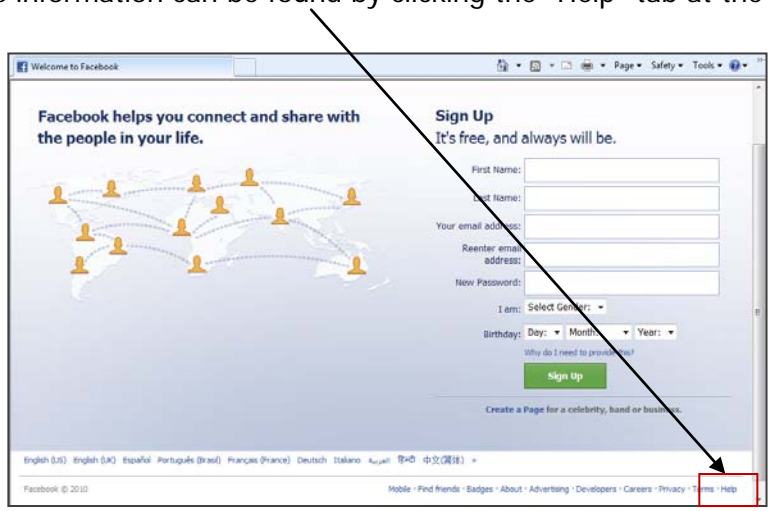 information can be found by clicking the "Help" tab at the
Welcome to Facebook
Page Safety Tools
Facebook helps you connect and share with
the people in your life.
Sign Up
It's free, and always will be.
First Name:
Last Name:
Your email address:
Reenter email
address:
New Password:
I am: Select Gender:
Birthday: Day: Month: Year:
Why do I need to provide this?
Sign Up
Create a Page for a celebrity, band or business.
English (US) English (UK) Español Português (Brasil) Français (France) Deutsch Italiano العربية हिन्दी 中文(简体) »
Facebook © 2010
Mobile · Find Friends · Badges · About · Advertising · Developers · Careers · Privacy · Terms · Help